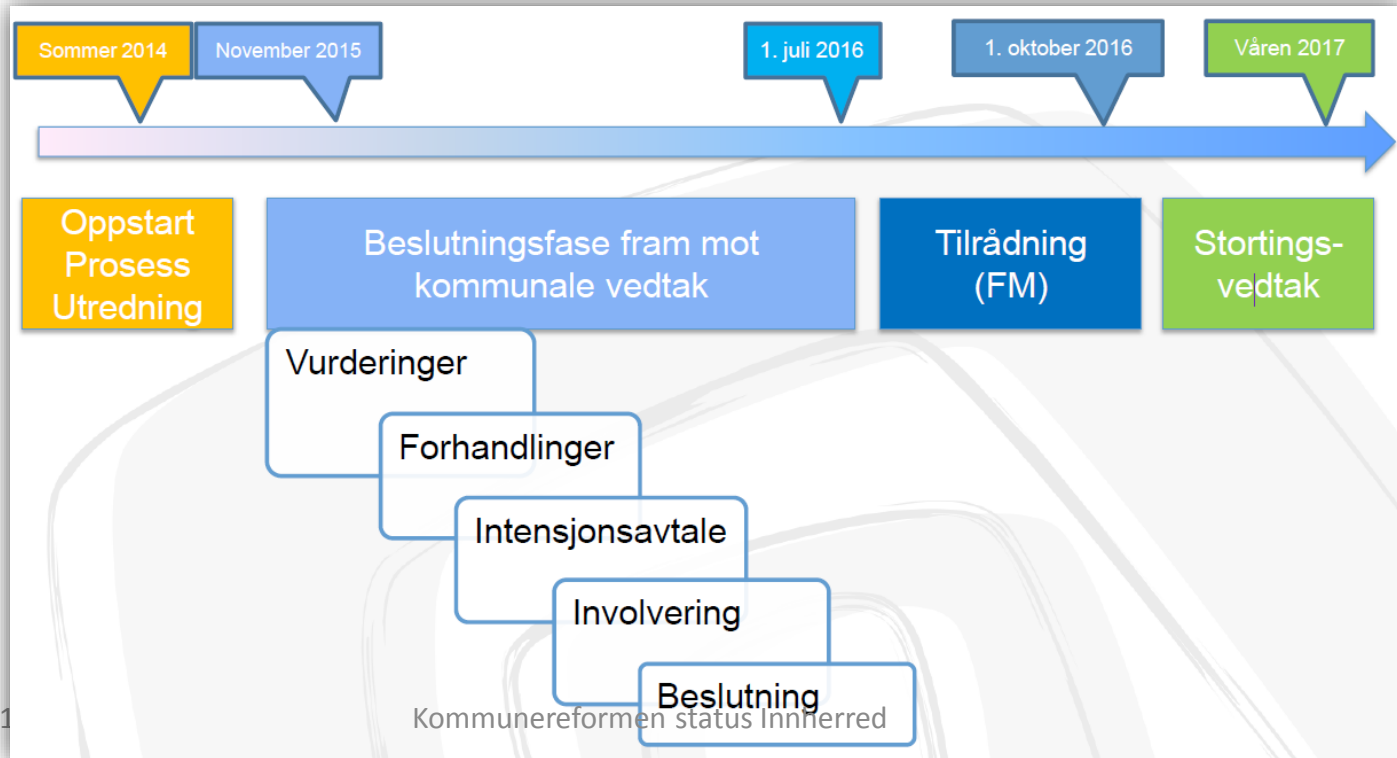 Sommer 2014
November 2015
1. juli 2016
1. oktober 2016
Våren 2017
Oppstart
Prosess
Utredning
Beslutningsfase fram mot
kommunale vedtak
Tilrådning
(FM)
Stortings-
vedtak
Vurderinger
Forhandlinger
Intensjonsavtale
Involvering
Beslutning
1
Kommunereformen status Innherred